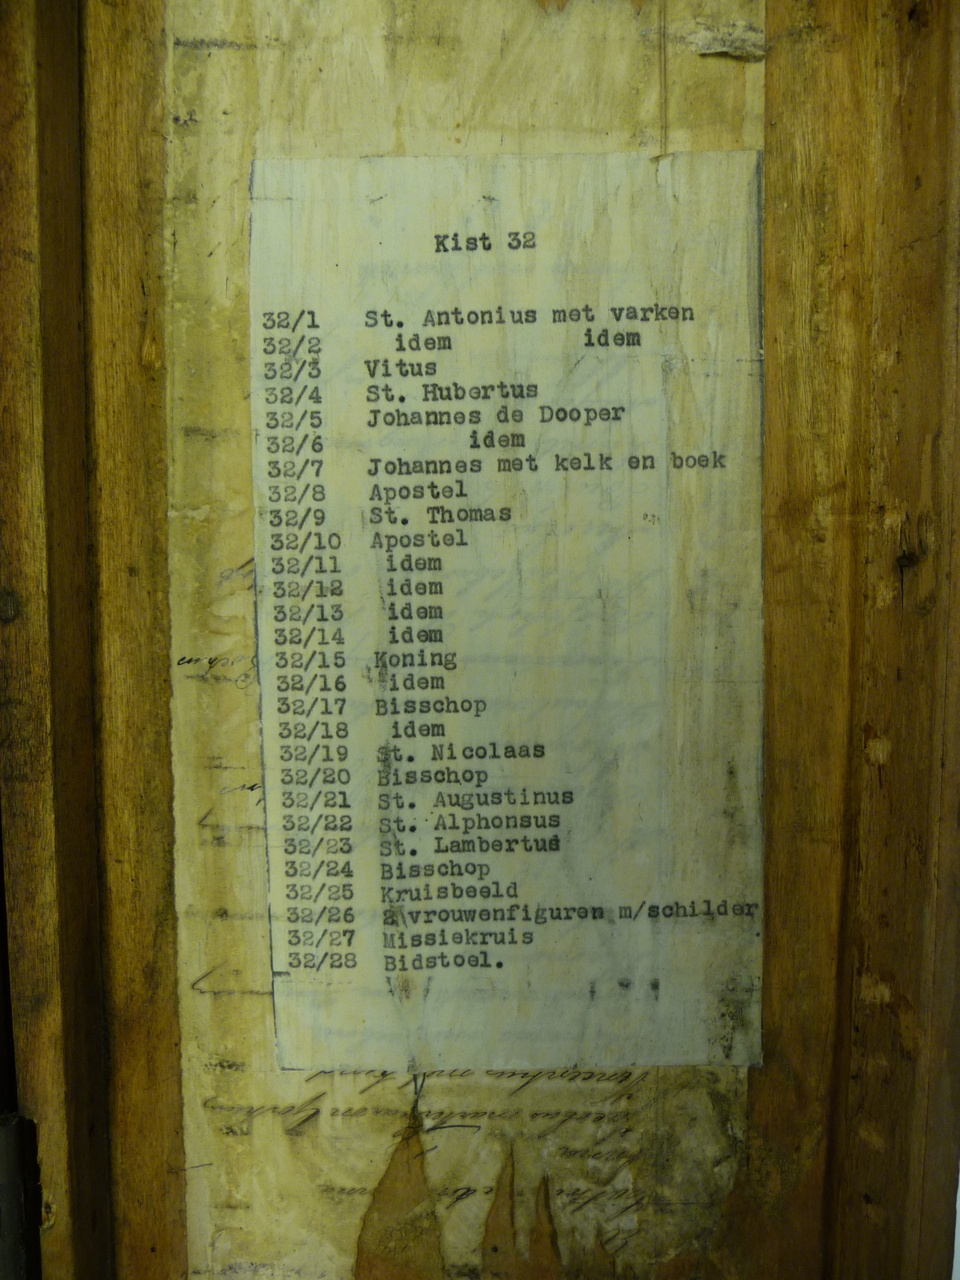 Kist 32
32/1 St. Antonius met varken
32/2 idem idem
32/3 Vitus
32/4 St. Hubertus
32/5 Johannes de Dooper
32/6 idem
32/7 Johannes met kelk en boek
32/8 Apostel
32/9 St. Thomas
32/10 Apostel
32/11 idem
32/12 idem
32/13 idem
32/14 idem
32/15 Koning
32/16 idem
32/17 Bisschop
32/18 idem
32/19 St. Nicolaas
32/20 Bisschop
32/21 St. Augustinus
32/22 St. Alphonsus
32/23 St. Lambertus
32/24 Bisschop
32/25 Kruisbeeld
32/26 2 vrouwenfiguren m/schilder
32/27 Missiekruis
32/28 Bidstoel.